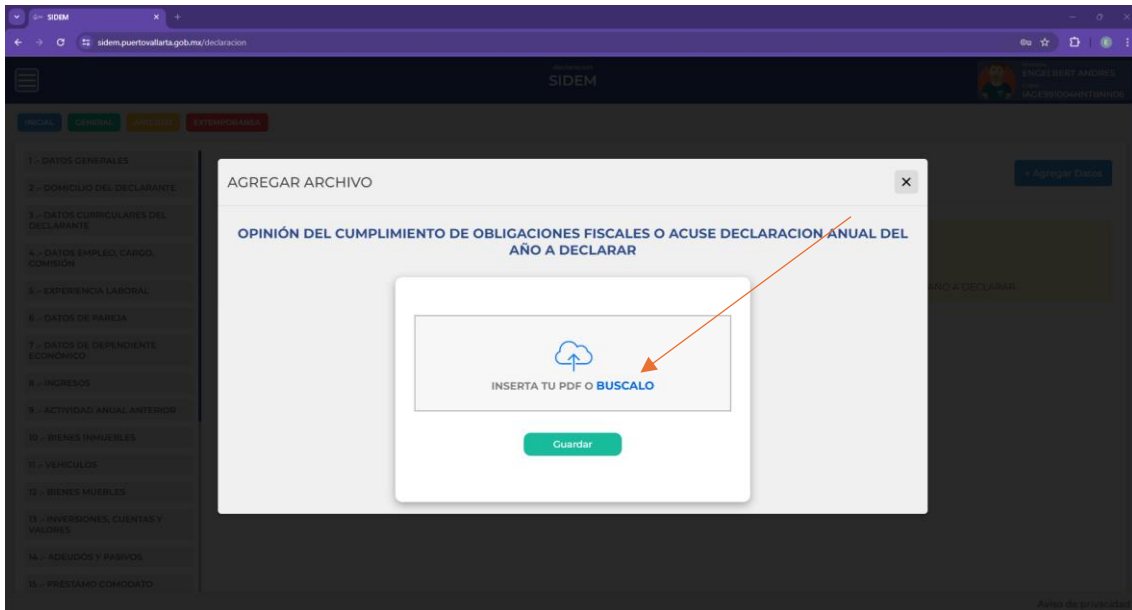 SIDEM
sidem.puertovallarta.gob.mx/declaracion
SIDEM
ENGELBERT ANDRES
INICIAL GENERAL EXTEMPORANEA
1.- DATOS GENERALES
+ Agregar Datos
2.- DOMICILIO DEL DECLARANTE
3.- DATOS CURRICULARES DEL
DECLARANTE
4.- DATOS EMPLEO, CARGO,
COMISIÓN
5.- EXPERIENCIA LABORAL
AÑO A DECLARAR
6.- DATOS DE PAREJA
7.- DATOS DE DEPENDIENTE
ECONÓMICO
8.- INGRESOS
9.- ACTIVIDAD ANUAL ANTERIOR
10.- BIENES INMUEBLES
11.- VEHICULOS
12.- BIENES MUEBLES
13.- INVERSIONES, CUENTAS Y
VALORES
14.- ADEUDOS Y PASIVOS
15.- PRESTAMO COMODATO
AGREGAR ARCHIVO
OPINIÓN DEL CUMPLIMIENTO DE OBLIGACIONES FISCALES O ACUSE DECLARACION ANUAL DEL
AÑO A DECLARAR
INSERTA TU PDF O BUSCALO
Guardar
Aviso de privacidad